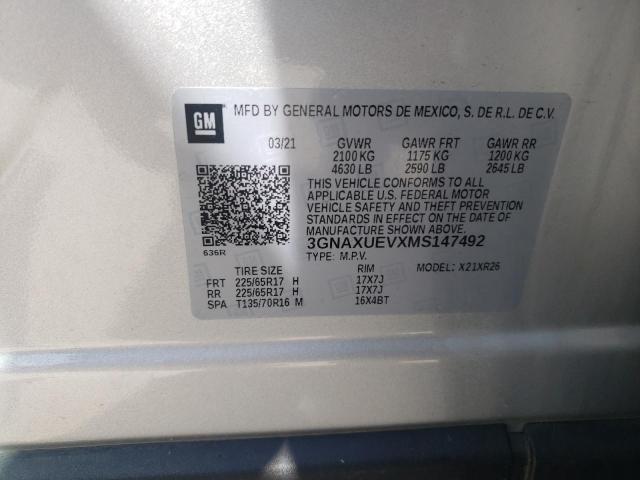 GM
MFD BY GENERAL MOTORS DE MEXICO, S. DE R.L. DE C.V.
03/21 GVWR GAWR FRT GAWR RR
2100 KG 1175 KG 1200 KG
4630 LB 2590 LB 2645 LB
THIS VEHICLE CONFORMS TO ALL
APPLICABLE U.S. FEDERAL MOTOR
VEHICLE SAFETY AND THEFT PREVENTION
STANDARDS IN EFFECT ON THE DATE OF
MANUFACTURE SHOWN ABOVE.
636R
3GNAXUEVXMS147492
TYPE: M.P.V.
TIRE SIZE RIM MODEL: X21XR26
FRT 225/65R17 H 17X7J
RR 225/65R17 H 17X7J
SPA T135/70R16 M 16X4BT